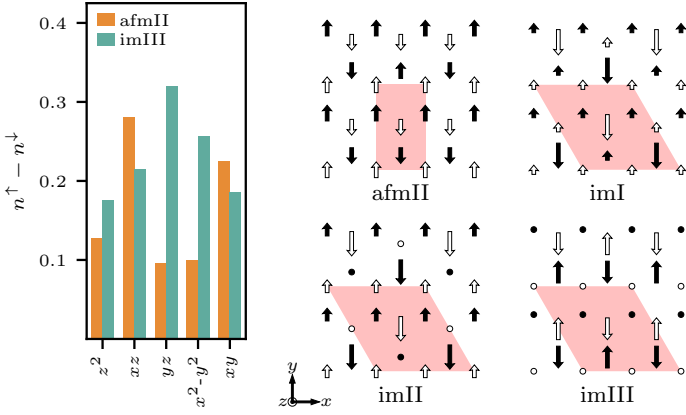 0.4
0.3
0.2
0.1
n↑ − n↓
afmII
imIII
z²
xz
yz
x²-y²
xy
afmII
imI
imII
imIII
y
z
x